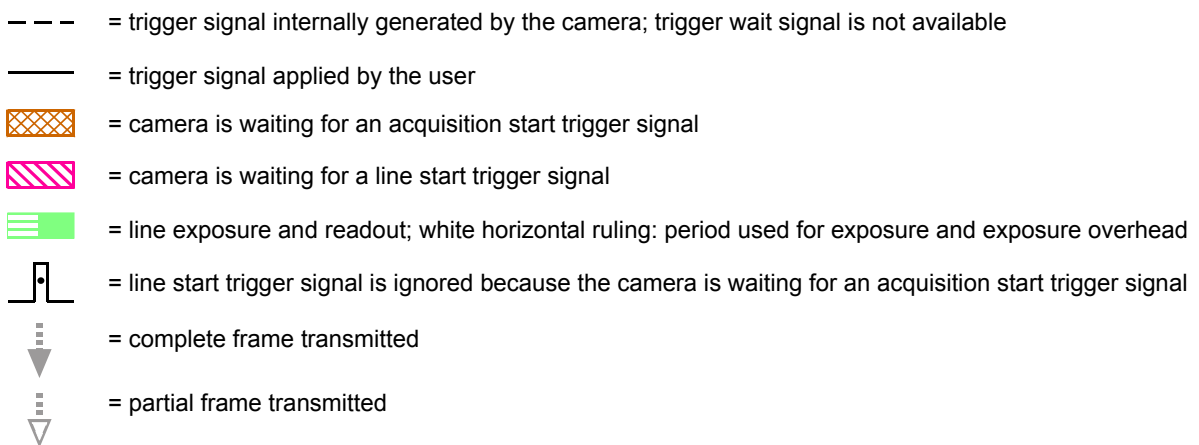 = trigger signal internally generated by the camera; trigger wait signal is not available
= trigger signal applied by the user
= camera is waiting for an acquisition start trigger signal
= camera is waiting for a line start trigger signal
= line exposure and readout; white horizontal ruling: period used for exposure and exposure overhead
= line start trigger signal is ignored because the camera is waiting for an acquisition start trigger signal
= complete frame transmitted
= partial frame transmitted